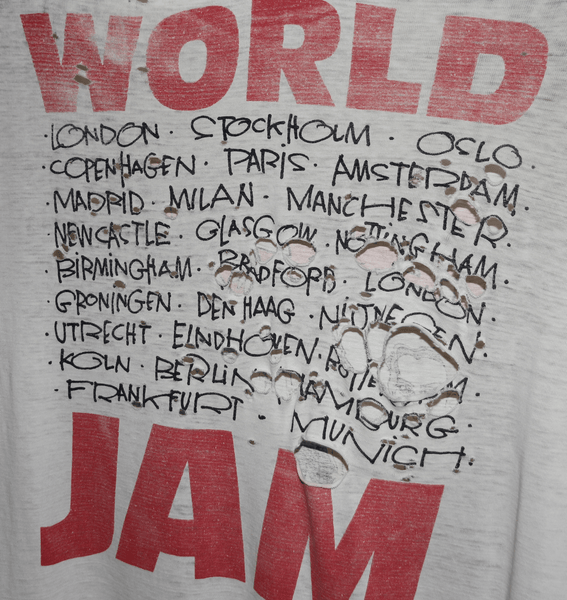 WORLD
·LONDON · STOCKHOLM · OSLO ·
·COPENHAGEN · PARIS · AMSTERDAM ·
·MADRID · MILAN · MANCHESTER ·
NEWCASTLE · GLASGOW · NOTTINGHAM ·
·BIRMINGHAM · BRADFORD · LONDON ·
·GRONINGEN · DEN HAAG ·
·UTRECHT · EINDHOVEN ·
·KOLN · BERLIN HAMBURG ·
·FRANKFURT · MUNICH ·
JAM